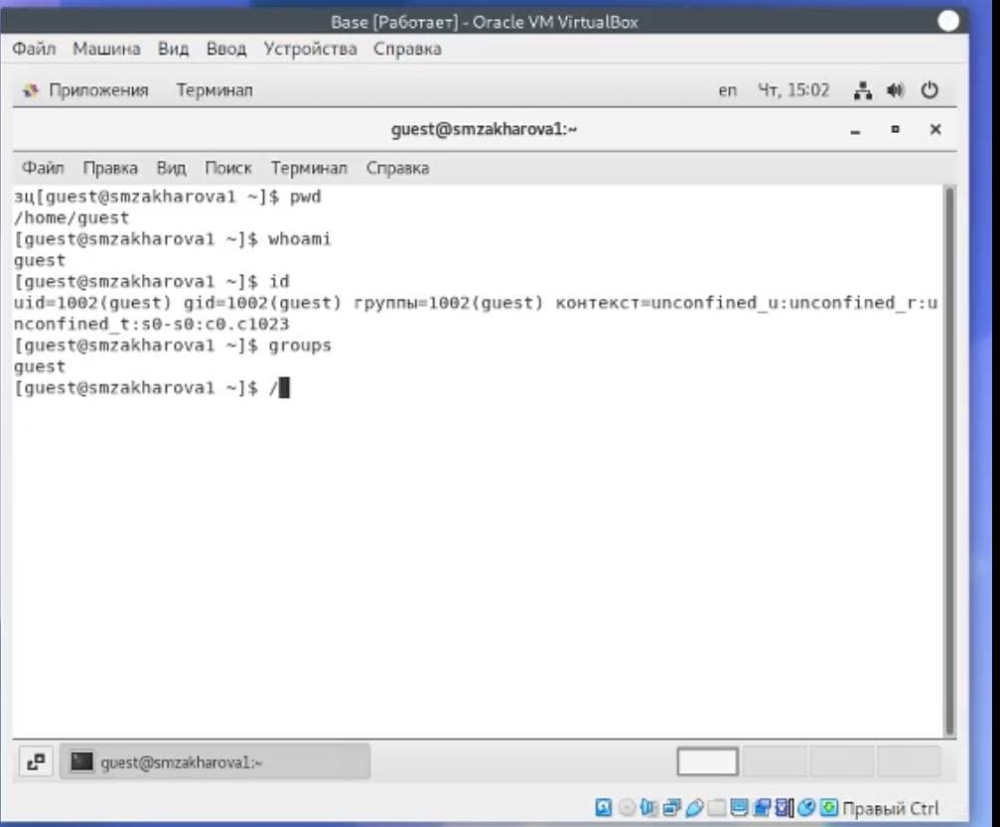 Base [Работает] - Oracle VM VirtualBox
Файл Машина Вид Ввод Устройства Справка
Приложения Терминал en Чт, 15:02
guest@smzakharova1:~
Файл Правка Вид Поиск Терминал Справка
зц[guest@smzakharova1 ~]$ pwd
/home/guest
[guest@smzakharova1 ~]$ whoami
guest
[guest@smzakharova1 ~]$ id
uid=1002(guest) gid=1002(guest) группы=1002(guest) контекст=unconfined_u:unconfined_r:u
nconfined_t:s0-s0:c0.c1023
[guest@smzakharova1 ~]$ groups
guest
[guest@smzakharova1 ~]$ /
guest@smzakharova1:~
Правый Ctrl